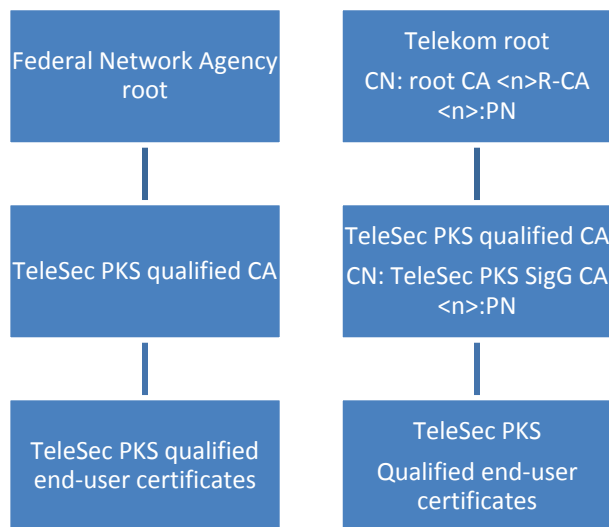 Federal Network Agency
root
TeleSec PKS qualified CA
TeleSec PKS qualified
end-user certificates
Telekom root
CN: root CA <n>R-CA
<n>:PN
TeleSec PKS qualified CA
CN: TeleSec PKS SigG CA
<n>:PN
TeleSec PKS
Qualified end-user
certificates